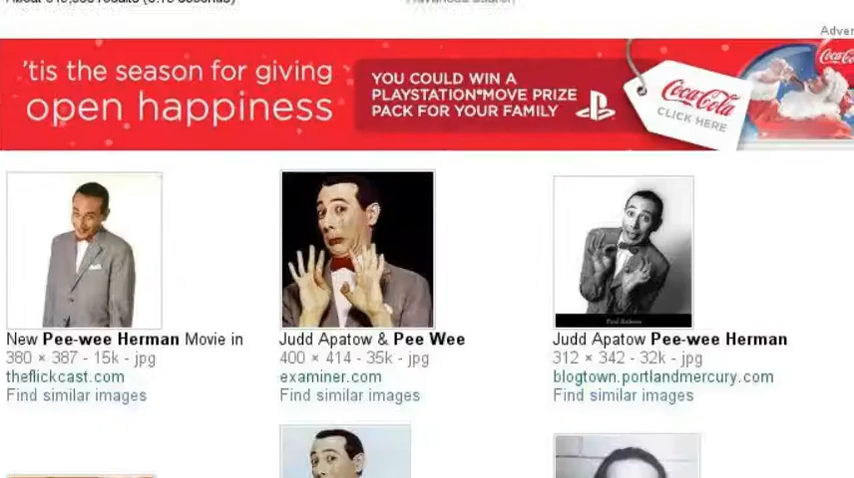 About
Adver
'tis the season for giving
open happiness
YOU COULD WIN A
PLAYSTATION®MOVE PRIZE
PACK FOR YOUR FAMILY
Coca-Cola
CLICK HERE
Coca-Co
New Pee-wee Herman Movie in
380 × 387 - 15k - jpg
theflickcast.com
Find similar images
Judd Apatow & Pee Wee
400 × 414 - 35k - jpg
examiner.com
Find similar images
Judd Apatow Pee-wee Herman
312 × 342 - 32k - jpg
blogtown.portlandmercury.com
Find similar images